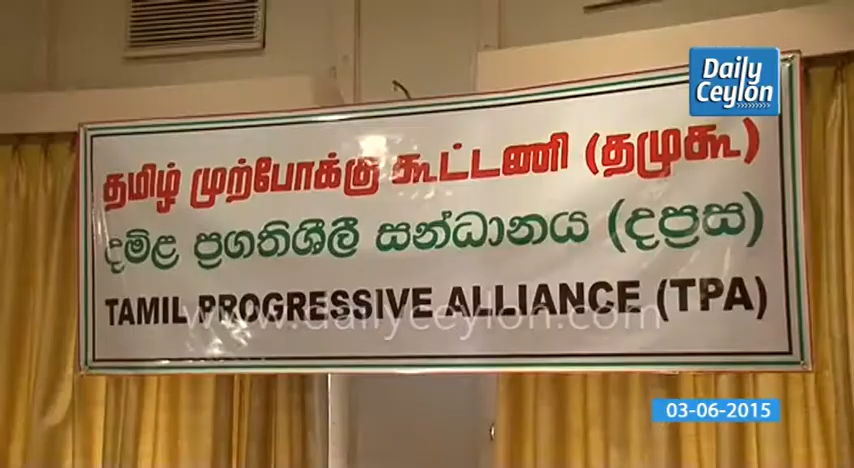 Daily
Ceylon
தமிழ் முற்போக்கு கூட்டணி (தமுகூ)
දමිළ ප්‍රගතිශීලී සන්ධානය (දප්‍රස)
TAMIL PROGRESSIVE ALLIANCE (TPA)
www.dailyceylon.com
03-06-2015